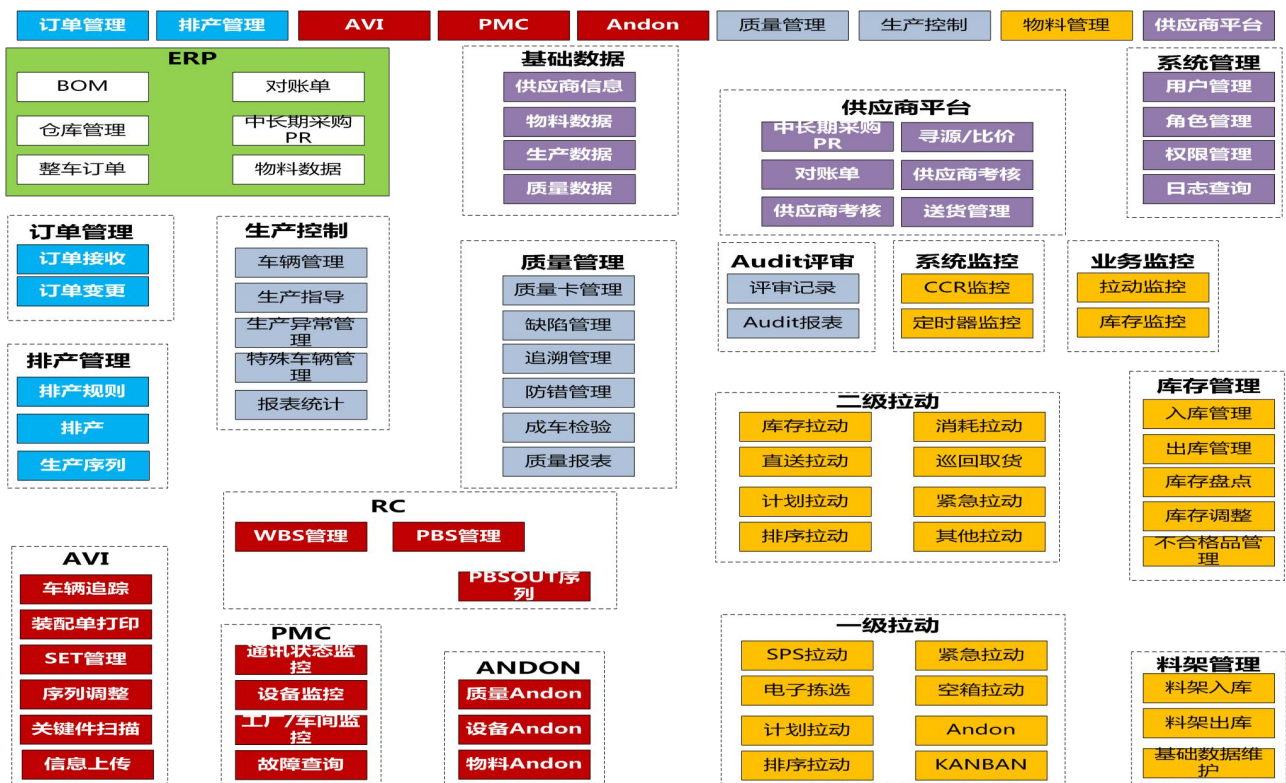 订单管理
排产管理
AVI
PMC
Andon
质量管理
生产控制
物料管理
供应商平台
ERP
BOM
对账单
仓库管理
中长期采购
PR
整车订单
物料数据
基础数据
供应商信息
物料数据
生产数据
质量数据
供应商平台
中长期采购
PR
寻源/比价
对账单
供应商考核
供应商考核
送货管理
系统管理
用户管理
角色管理
权限管理
日志查询
订单管理
订单接收
订单变更
生产控制
车辆管理
生产指导
生产异常管
理
特殊车辆管
理
报表统计
质量管理
质量卡管理
缺陷管理
追溯管理
防错管理
成车检验
质量报表
Audit评审
评审记录
Audit报表
系统监控
CCR监控
定时器监控
业务监控
拉动监控
库存监控
排产管理
排产规则
排产
生产序列
二级拉动
库存拉动
消耗拉动
直送拉动
巡回取货
计划拉动
紧急拉动
排序拉动
其他拉动
库存管理
入库管理
出库管理
库存盘点
库存调整
不合格品管
理
RC
WBS管理
PBS管理
PBSOUT序
列
AVI
车辆追踪
装配单打印
SET管理
序列调整
关键件扫描
信息上传
PMC
通讯状态监
控
设备监控
工厂/车间监
控
故障查询
ANDON
质量Andon
设备Andon
物料Andon
一级拉动
SPS拉动
紧急拉动
电子拣选
空箱拉动
计划拉动
Andon
排序拉动
KANBAN
料架管理
料架入库
料架出库
基础数据维
护